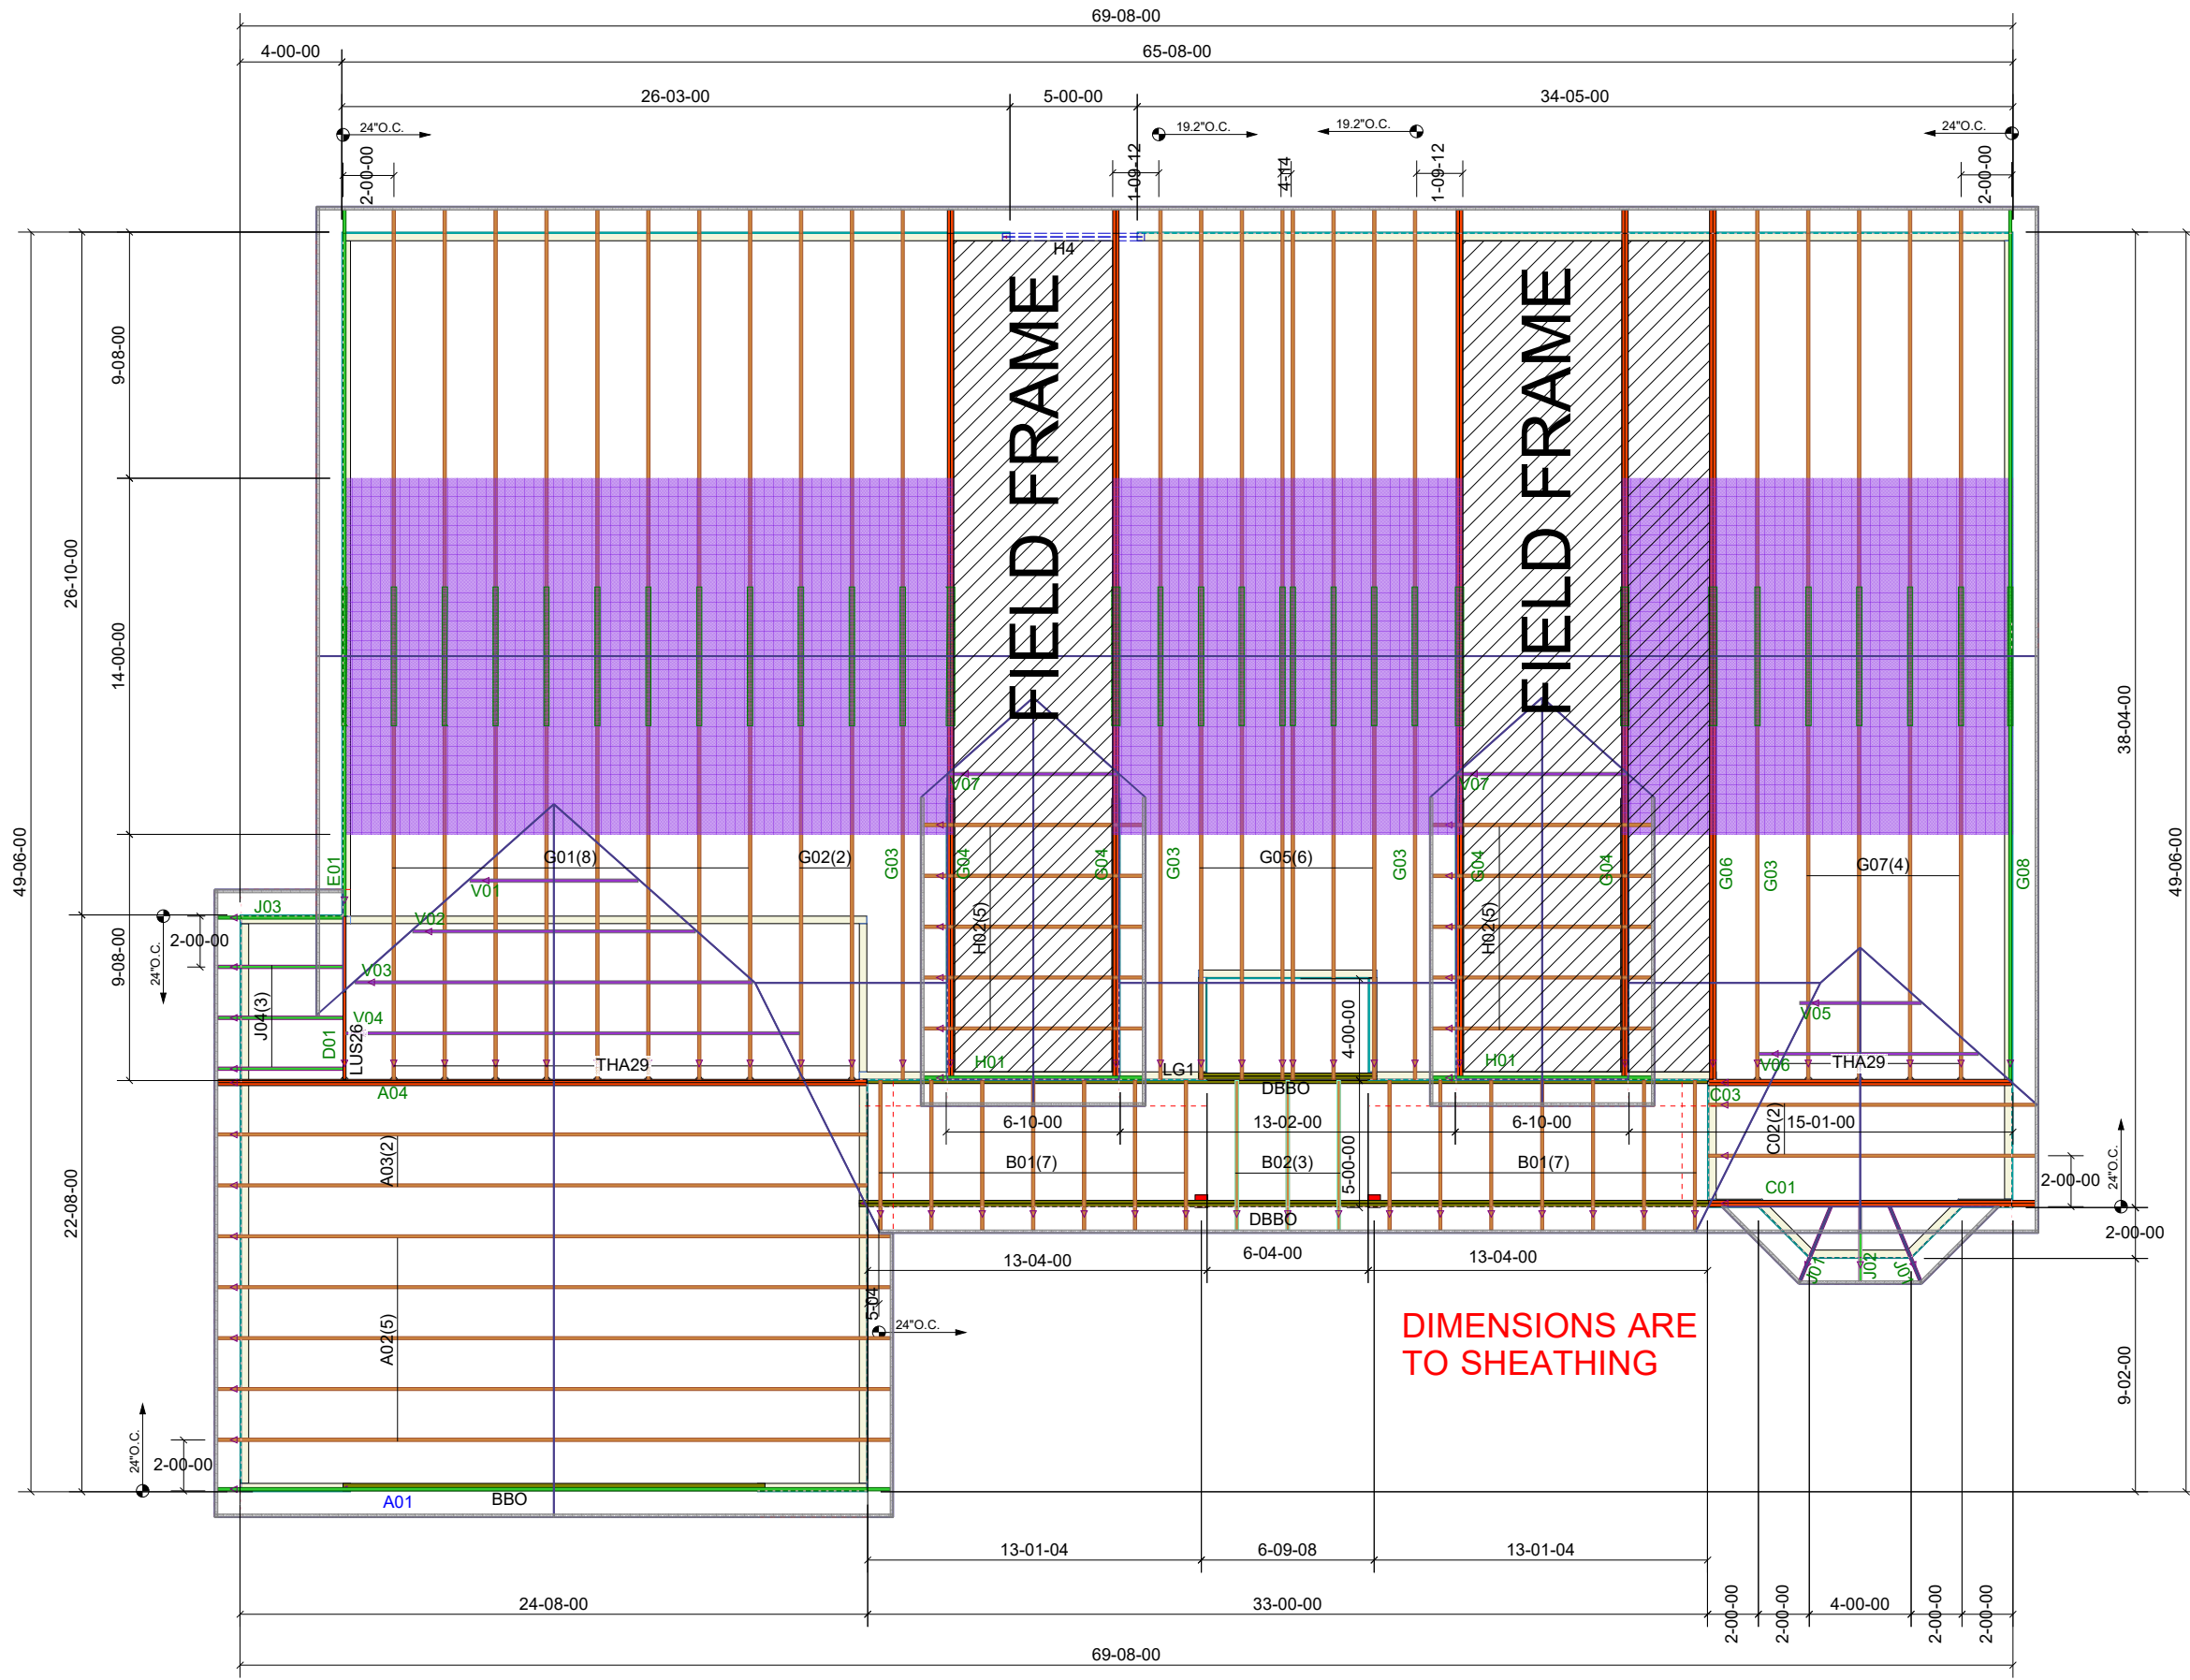 69-08-00
4-00-00
65-08-00
26-03-00
5-00-00
34-05-00
24"O.C.
19.2"O.C.
19.2"O.C.
24"O.C.
2-00-00
1-09-12
4-14
1-09-12
2-00-00
H4
FIELD FRAME
FIELD FRAME
9-08-00
14-00-00
26-10-00
49-06-00
9-08-00
22-08-00
38-04-00
49-06-00
V07
V07
E01
G01(8)
G02(2)
G03
G04
G04
G03
G05(6)
G03
G04
G04
G06
G03
G07(4)
G08
V01
J03
V02
2-00-00
24"O.C.
H02(5)
H02(5)
V03
J04(3)
V04
D01
LUS26
THA29
H01
LG1
4-00-00
H01
V05
V06
THA29
A04
DBBO
C03
6-10-00
13-02-00
6-10-00
C02(2)
15-01-00
A03(2)
B01(7)
B02(3)
5-00-00
B01(7)
C01
2-00-00
24"O.C.
DBBO
2-00-00
13-04-00
6-04-00
13-04-00
J01
J02
J01
5-04
24"O.C.
A02(5)
DIMENSIONS ARE
TO SHEATHING
9-02-00
24"O.C.
2-00-00
A01
BBO
13-01-04
6-09-08
13-01-04
24-08-00
33-00-00
2-00-00
2-00-00
4-00-00
2-00-00
2-00-00
69-08-00